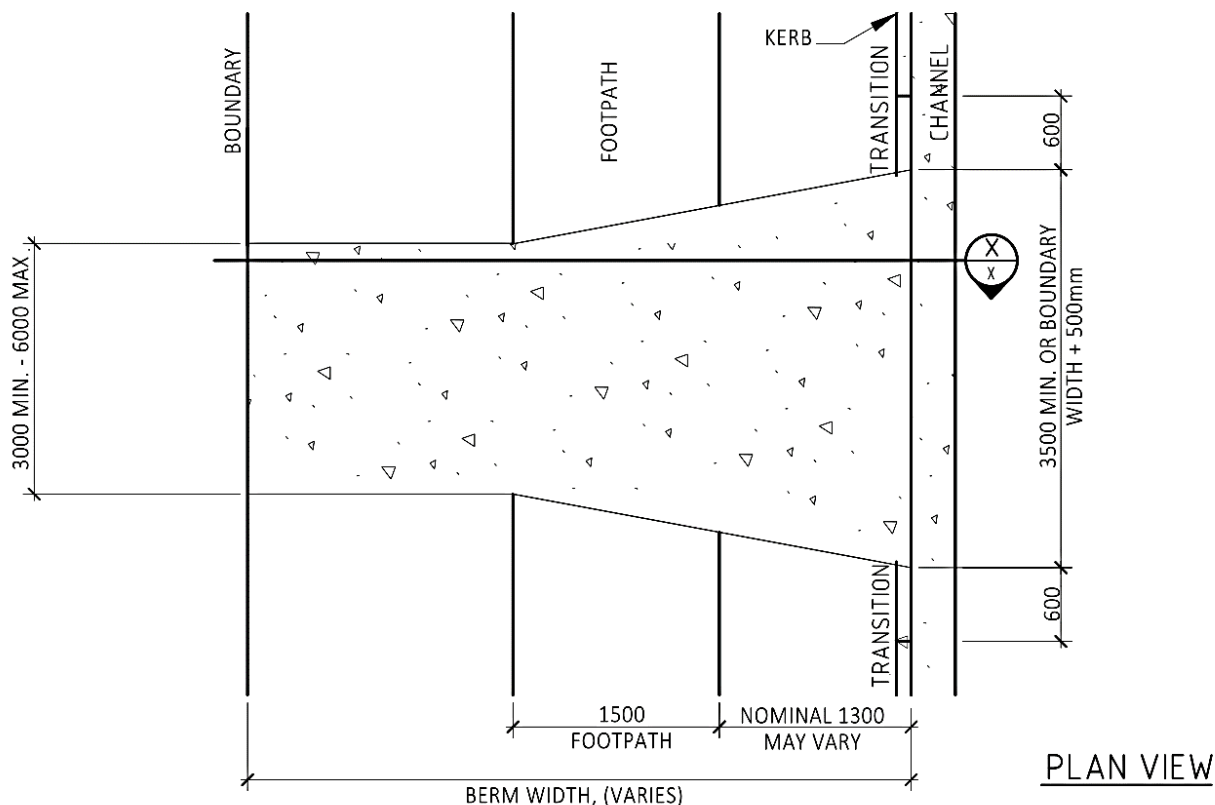 KERB
BOUNDARY
FOOTPATH
TRANSITION
CHANNEL
600
3000 MIN. - 6000 MAX.
X
X
3500 MIN. OR BOUNDARY
WIDTH + 500mm
TRANSITION
600
1500
FOOTPATH
NOMINAL 1300
MAY VARY
BERM WIDTH, (VARIES)
PLAN VIEW